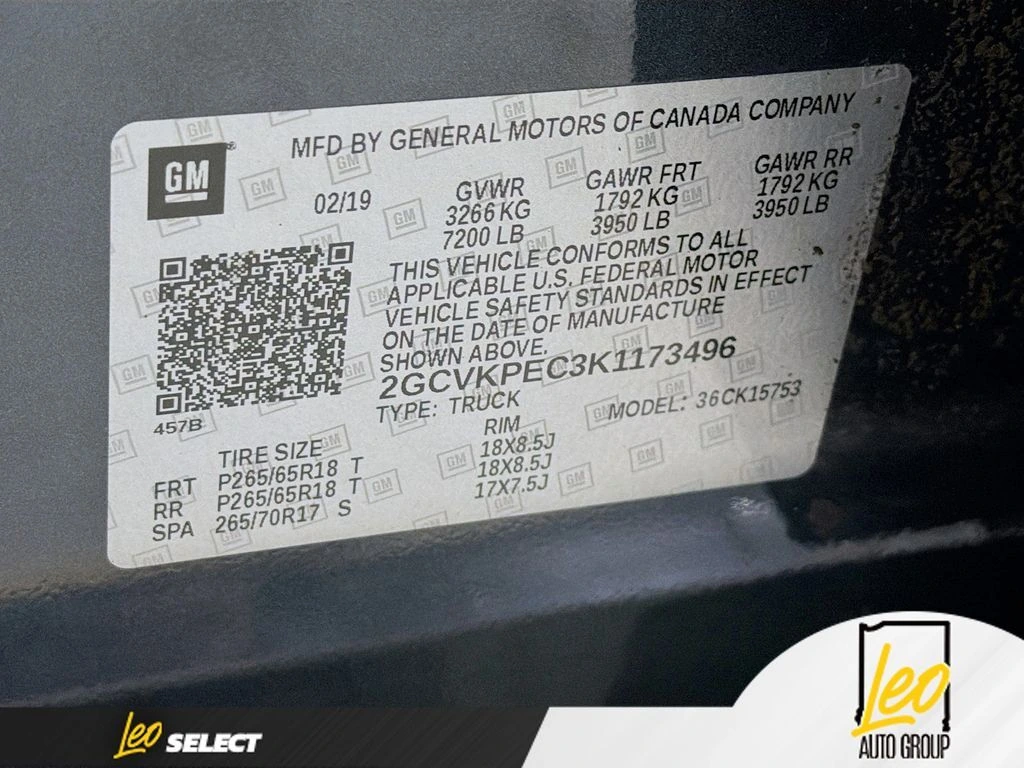 MFD BY GENERAL MOTORS OF CANADA COMPANY
GM
02/19
GVWR
3266 KG
7200 LB
GAWR FRT
1792 KG
3950 LB
GAWR RR
1792 KG
3950 LB
THIS VEHICLE CONFORMS TO ALL
APPLICABLE U.S. FEDERAL MOTOR
VEHICLE SAFETY STANDARDS IN EFFECT
ON THE DATE OF MANUFACTURE
SHOWN ABOVE.
2GCVKPEC3K1173496
TYPE: TRUCK MODEL: 36CK15753
457B
TIRE SIZE RIM
FRT P265/65R18 T 18X8.5J
RR P265/65R18 T 18X8.5J
SPA 265/70R17 S 17X7.5J
Leo SELECT
Leo
AUTO GROUP